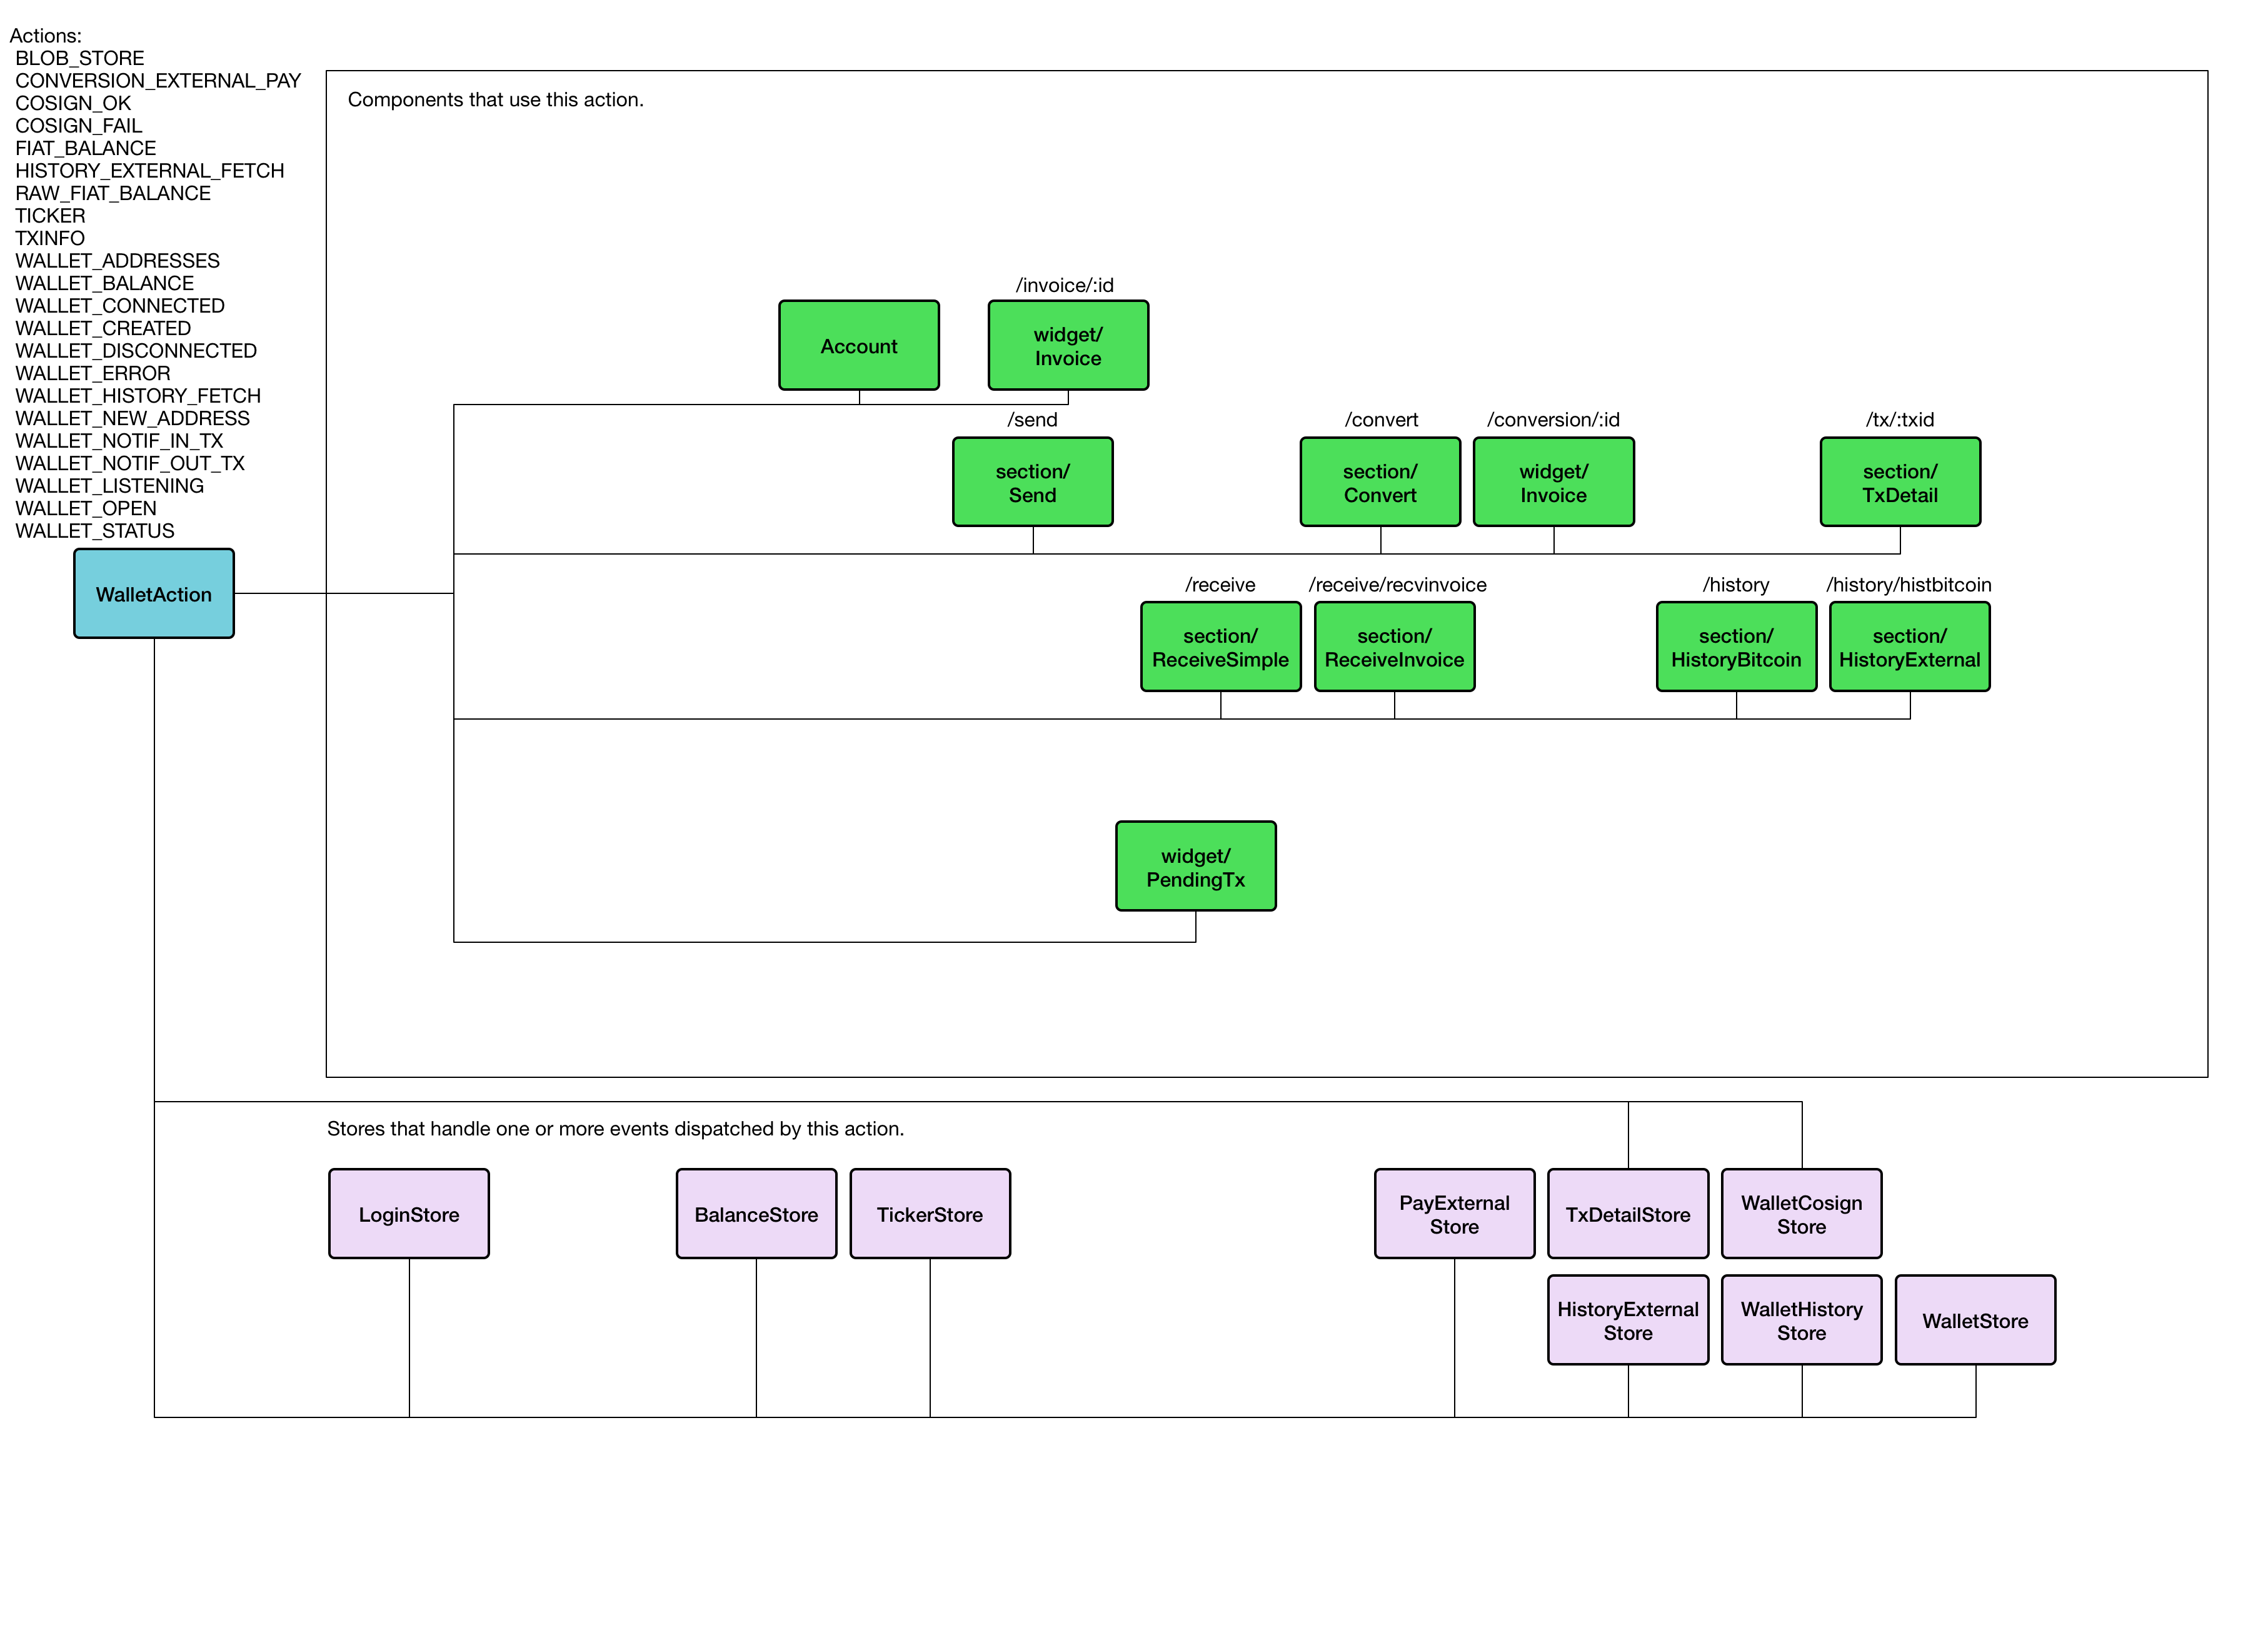 Actions:
BLOB_STORE
CONVERSION_EXTERNAL_PAY
COSIGN_OK
COSIGN_FAIL
FIAT_BALANCE
HISTORY_EXTERNAL_FETCH
RAW_FIAT_BALANCE
TICKER
TXINFO
WALLET_ADDRESSES
WALLET_BALANCE
WALLET_CONNECTED
WALLET_CREATED
WALLET_DISCONNECTED
WALLET_ERROR
WALLET_HISTORY_FETCH
WALLET_NEW_ADDRESS
WALLET_NOTIF_IN_TX
WALLET_NOTIF_OUT_TX
WALLET_LISTENING
WALLET_OPEN
WALLET_STATUS
WalletAction
Components that use this action.
Account
/invoice/:id
widget/
Invoice
/send
section/
Send
/convert
section/
Convert
/conversion/:id
widget/
Invoice
/tx/:txid
section/
TxDetail
/receive
section/
ReceiveSimple
/receive/recvinvoice
section/
ReceiveInvoice
/history
section/
HistoryBitcoin
/history/histbitcoin
section/
HistoryExternal
widget/
PendingTx
Stores that handle one or more events dispatched by this action.
LoginStore
BalanceStore
TickerStore
PayExternal
Store
TxDetailStore
WalletCosign
Store
HistoryExternal
Store
WalletHistory
Store
WalletStore